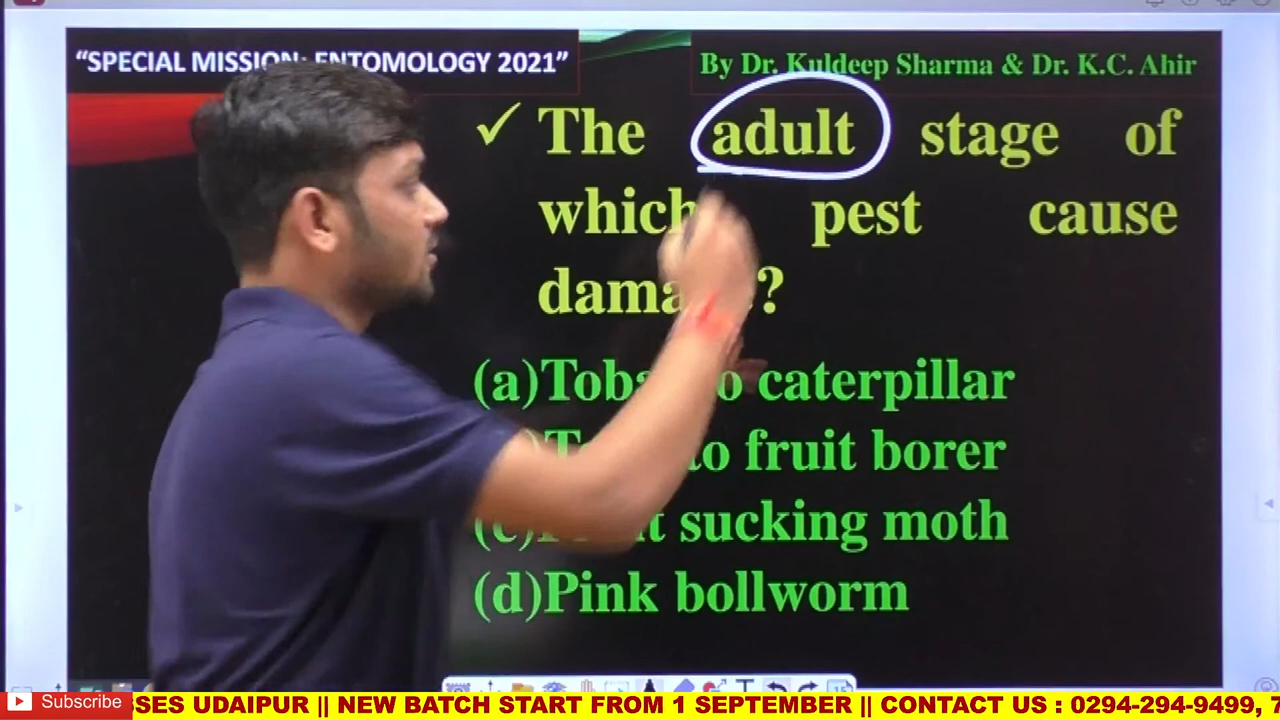 “SPECIAL MISSION: ENTOMOLOGY 2021”
By Dr. Kuldeep Sharma & Dr. K.C. Ahir
✓ The adult stage of
which pest cause
?
(a) caterpillar
fruit borer
sucking moth
(d)Pink bollworm
Subscribe
UDAIPUR || NEW BATCH START FROM 1 SEPTEMBER || CONTACT US : 0294-294-9499,